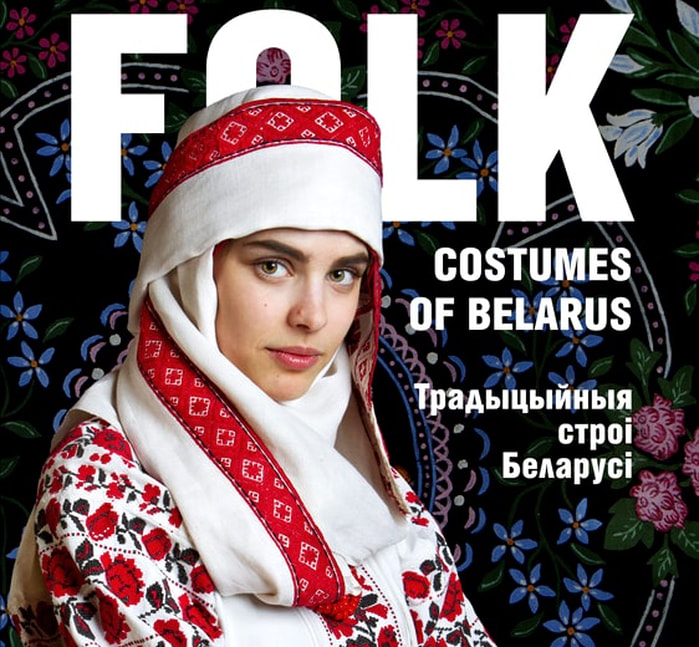 FOLK
COSTUMES
OF BELARUS
Традыцыйныя
строі
Беларусі